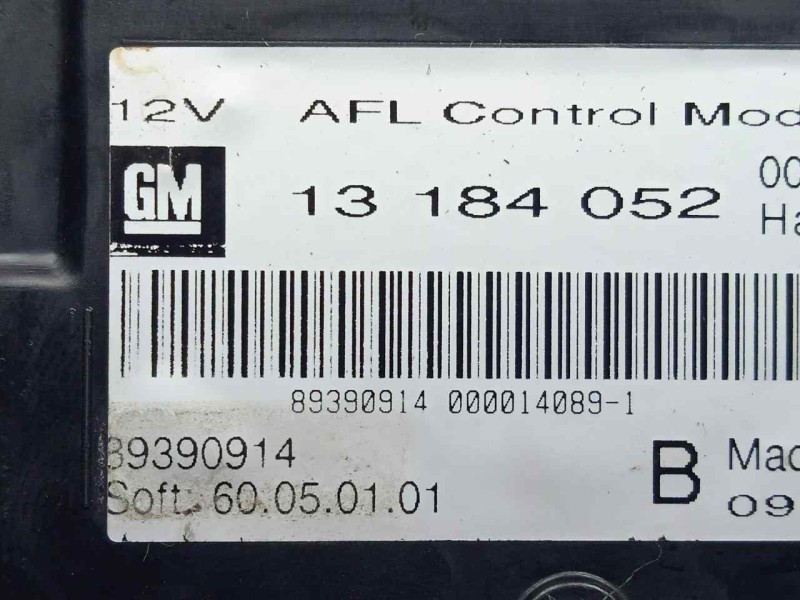 12V AFL Control Mod
GM 13 184 052 00
Ha
89390914 000014089-1
89390914 B Mad
Soft: 60.05.01.01 09